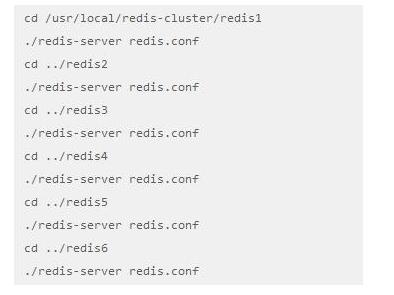 cd /usr/local/redis-cluster/redis1
./redis-server redis.conf
cd ../redis2
./redis-server redis.conf
cd ../redis3
./redis-server redis.conf
cd ../redis4
./redis-server redis.conf
cd ../redis5
./redis-server redis.conf
cd ../redis6
./redis-server redis.conf